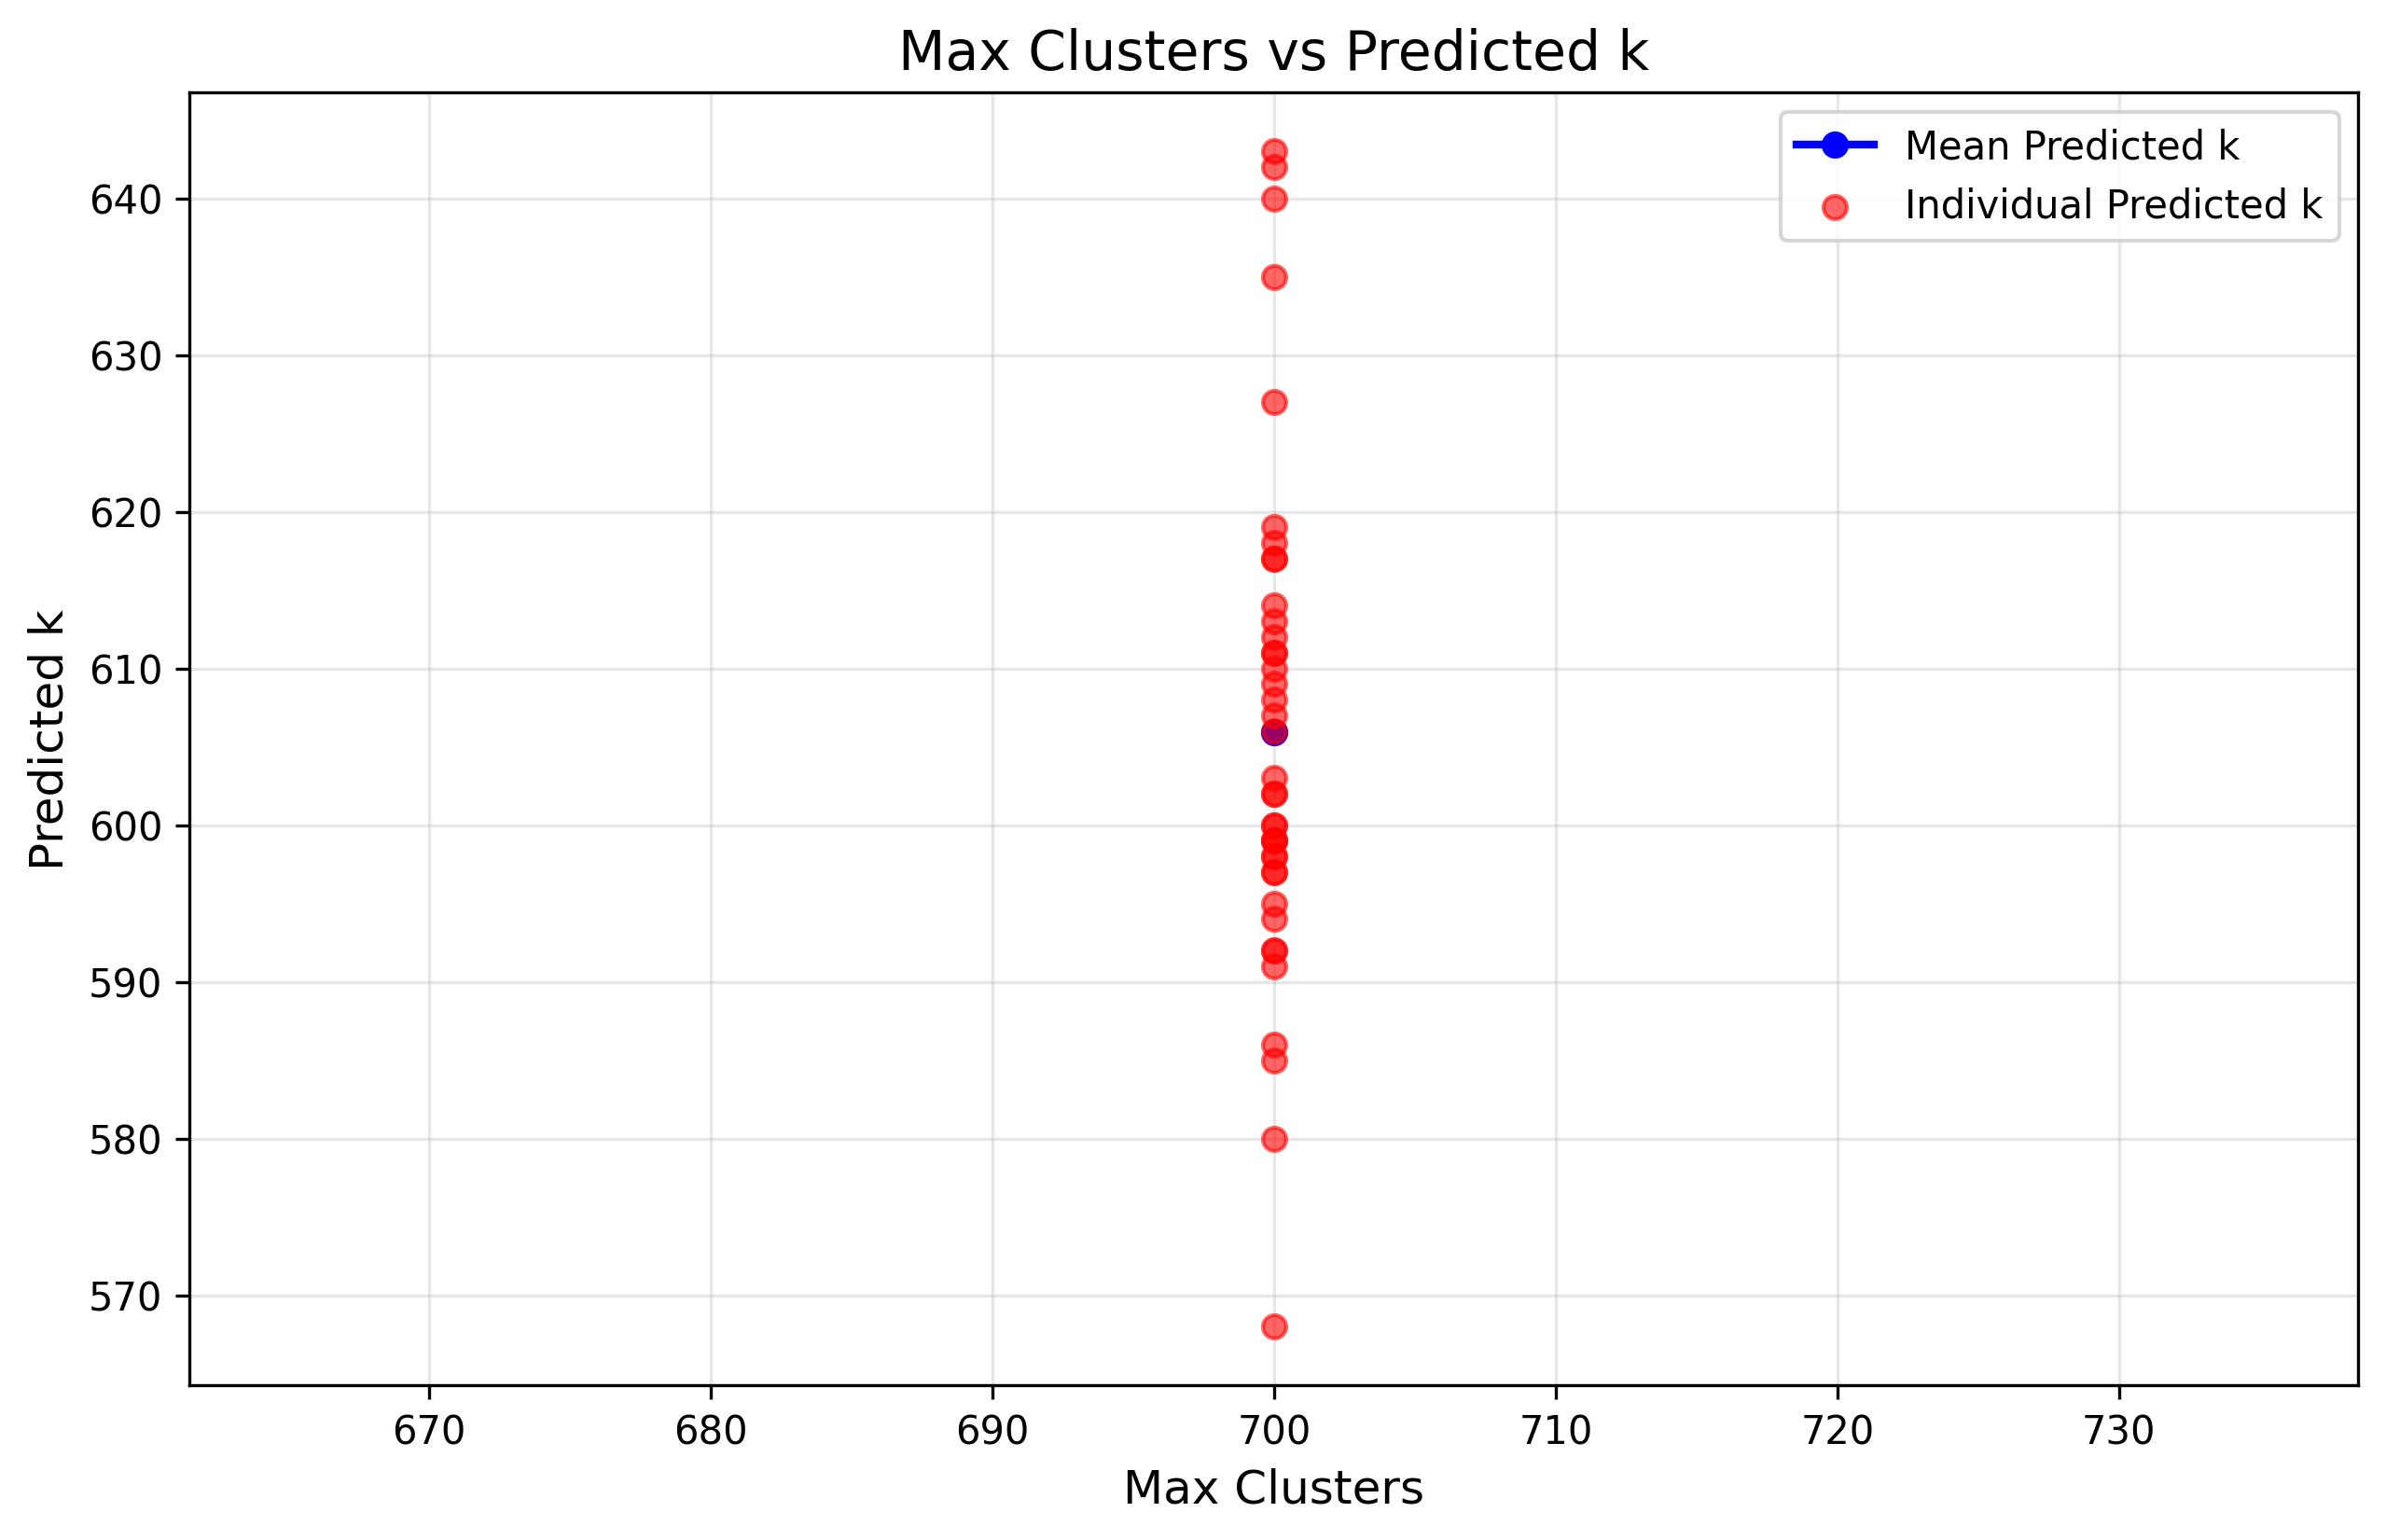 Max Clusters vs Predicted k
Mean Predicted k
Individual Predicted k
Predicted k
640
630
620
610
600
590
580
570
670 680 690 700 710 720 730
Max Clusters